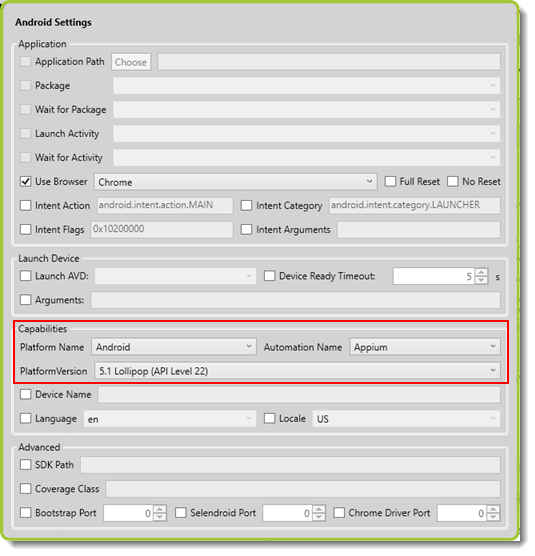 Android Settings
Application
Application Path Choose
Package
Wait for Package
Launch Activity
Wait for Activity
Use Browser Chrome Full Reset No Reset
Intent Action android.intent.action.MAIN Intent Category android.intent.category.LAUNCHER
Intent Flags 0x10200000 Intent Arguments
Launch Device
Launch AVD: Device Ready Timeout: 5 s
Arguments:
Capabilities
Platform Name Android Automation Name Appium
PlatformVersion 5.1 Lollipop (API Level 22)
Device Name
Language en Locale US
Advanced
SDK Path
Coverage Class
Bootstrap Port 0 Selendroid Port 0 Chrome Driver Port 0